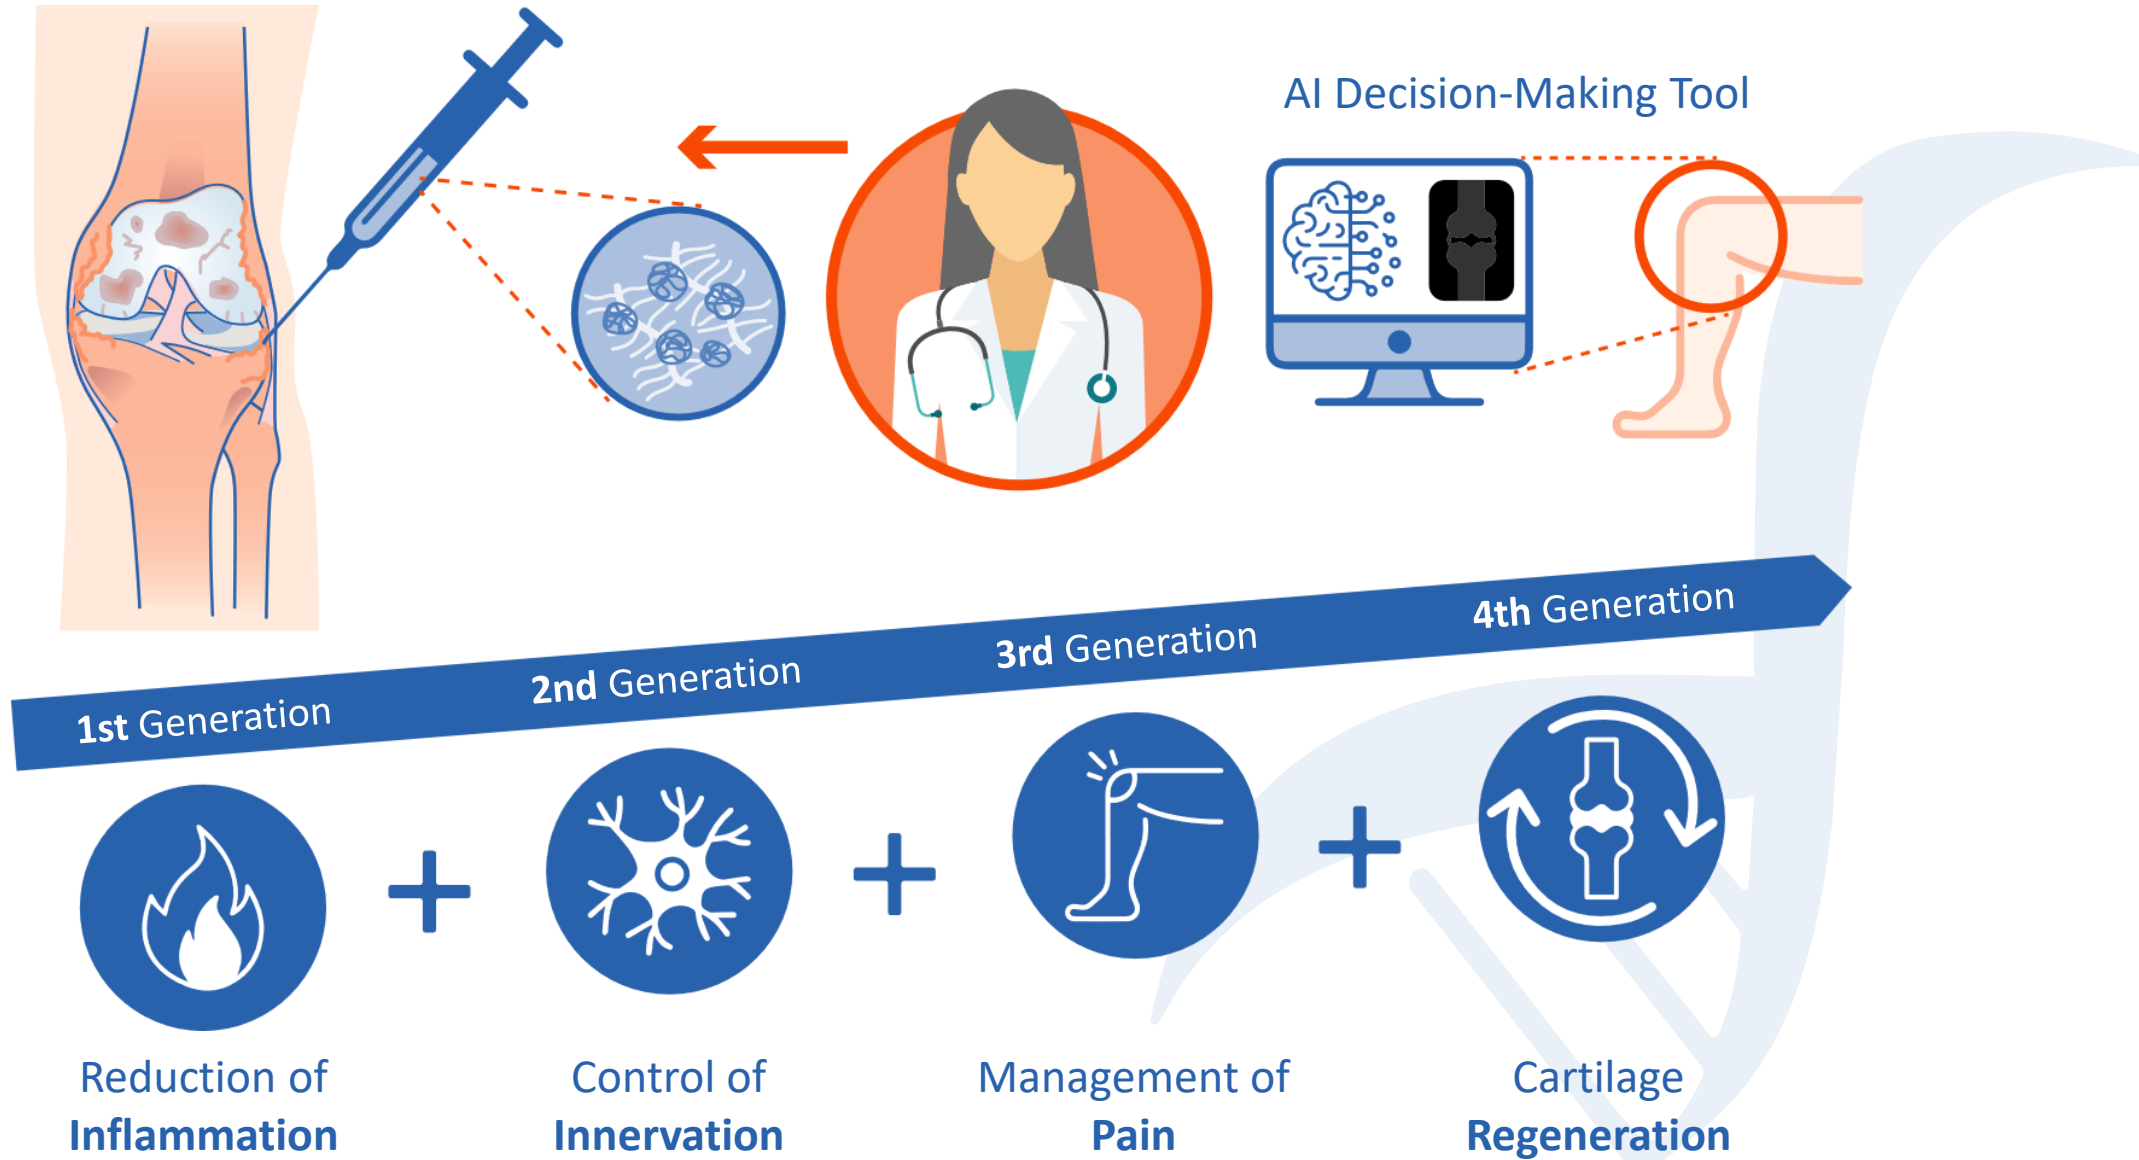 AI Decision-Making Tool
1st Generation
2nd Generation
3rd Generation
4th Generation
Reduction of
Inflammation
Control of
Innervation
Management of
Pain
Cartilage
Regeneration